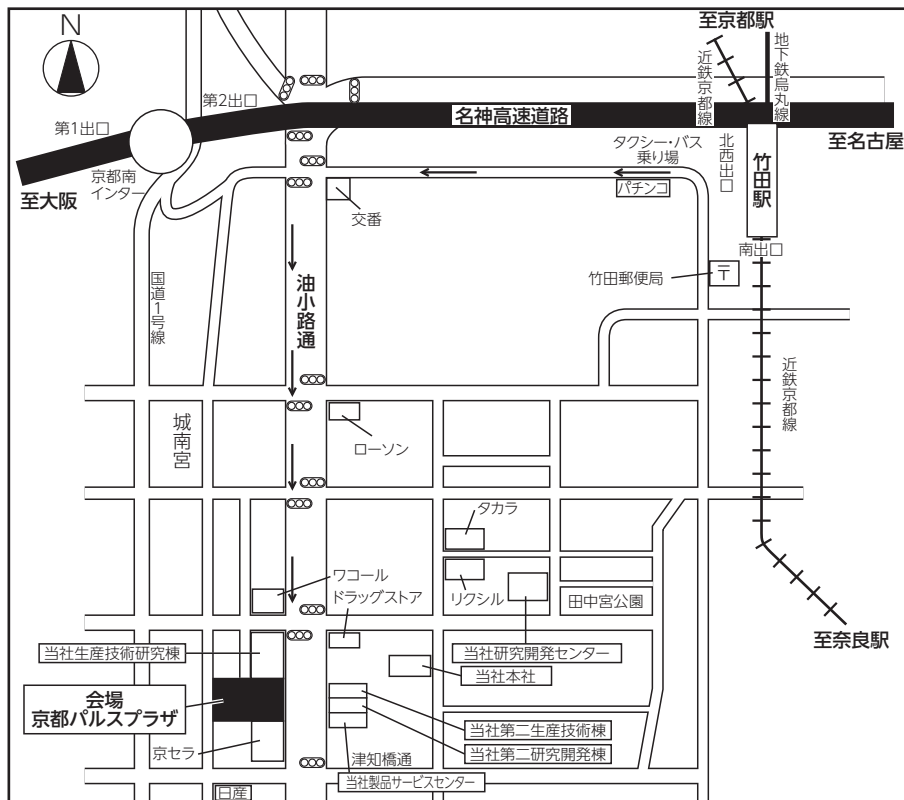 N
至京都駅
近鉄京都線
地下鉄烏丸線
第2出口
第1出口
名神高速道路
至名古屋
京都南
インター
至大阪
タクシー・バス
乗り場
北西出口
竹田駅
パチンコ
交番
南出口
竹田郵便局
〒
国道1号線
油小路通
近鉄京都線
城南宮
ローソン
タカラ
ワコール
ドラッグストア
リクシル
田中宮公園
至奈良駅
当社生産技術研究棟
当社研究開発センター
当社本社
会場
京都パルスプラザ
当社第二生産技術棟
京セラ
津知橋通
当社第二研究開発棟
当社製品サービスセンター
日産